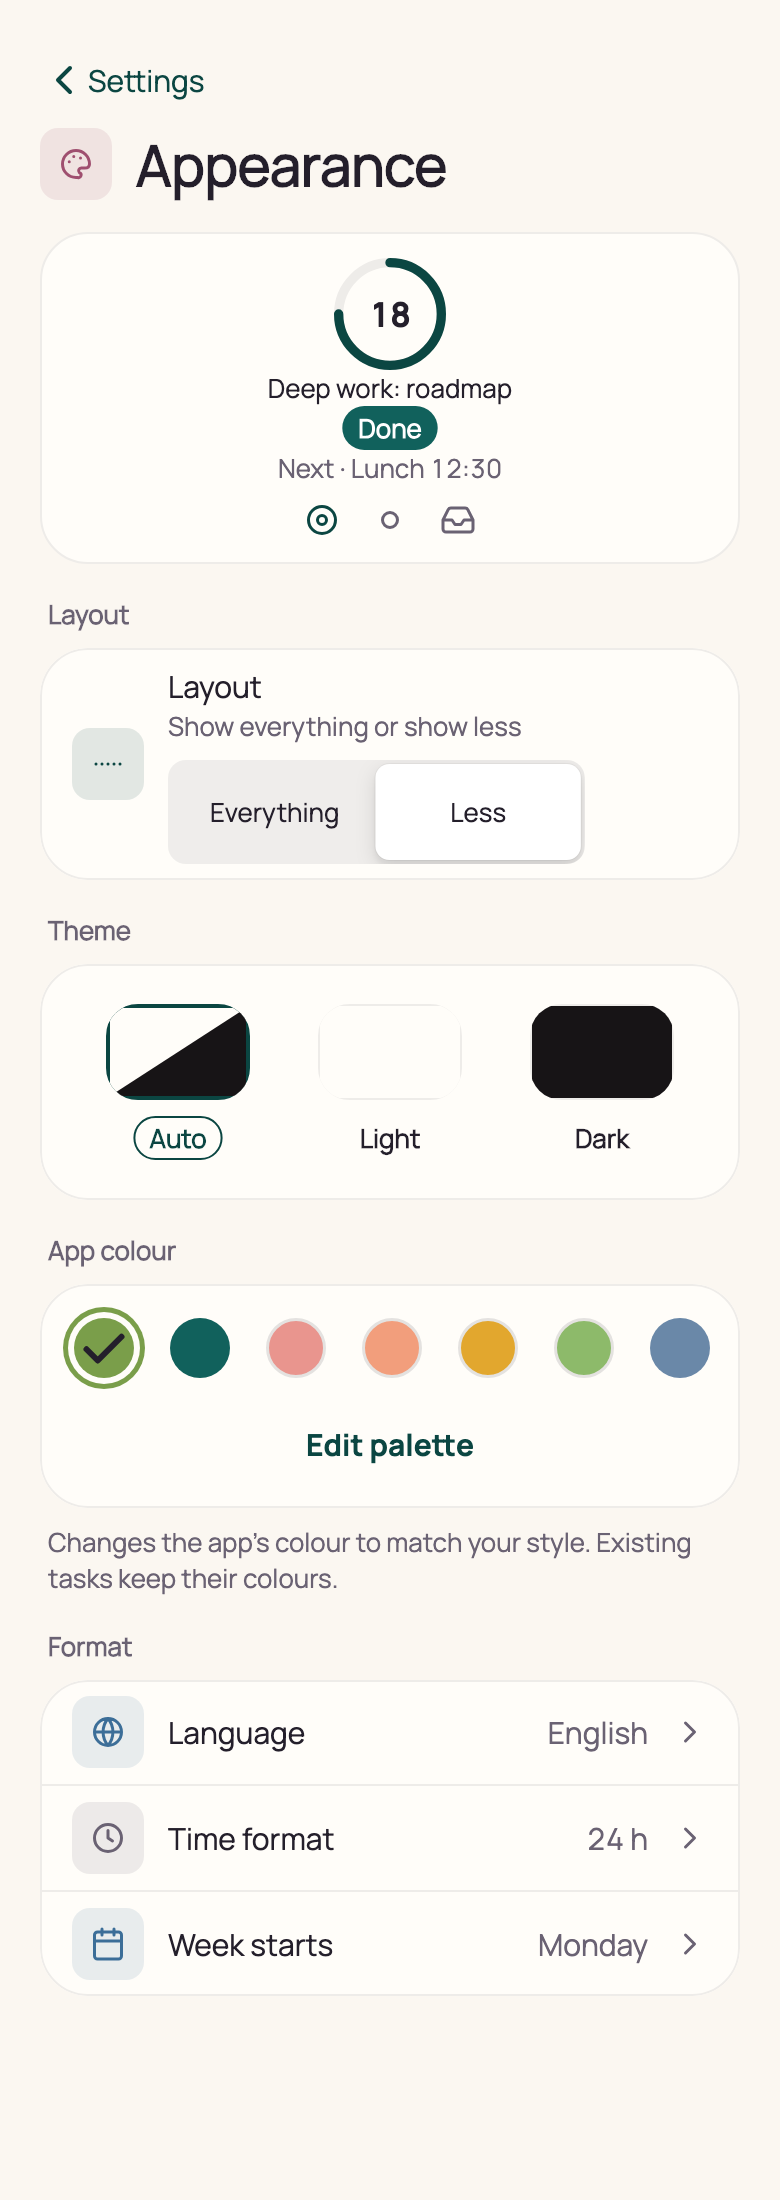 Settings
Appearance
18
Deep work: roadmap
Done
Next · Lunch 12:30
Layout
Layout
Show everything or show less
Everything
Less
Theme
Auto
Light
Dark
App colour
Edit palette
Changes the app’s colour to match your style. Existing
tasks keep their colours.
Format
Language
English
Time format
24 h
Week starts
Monday